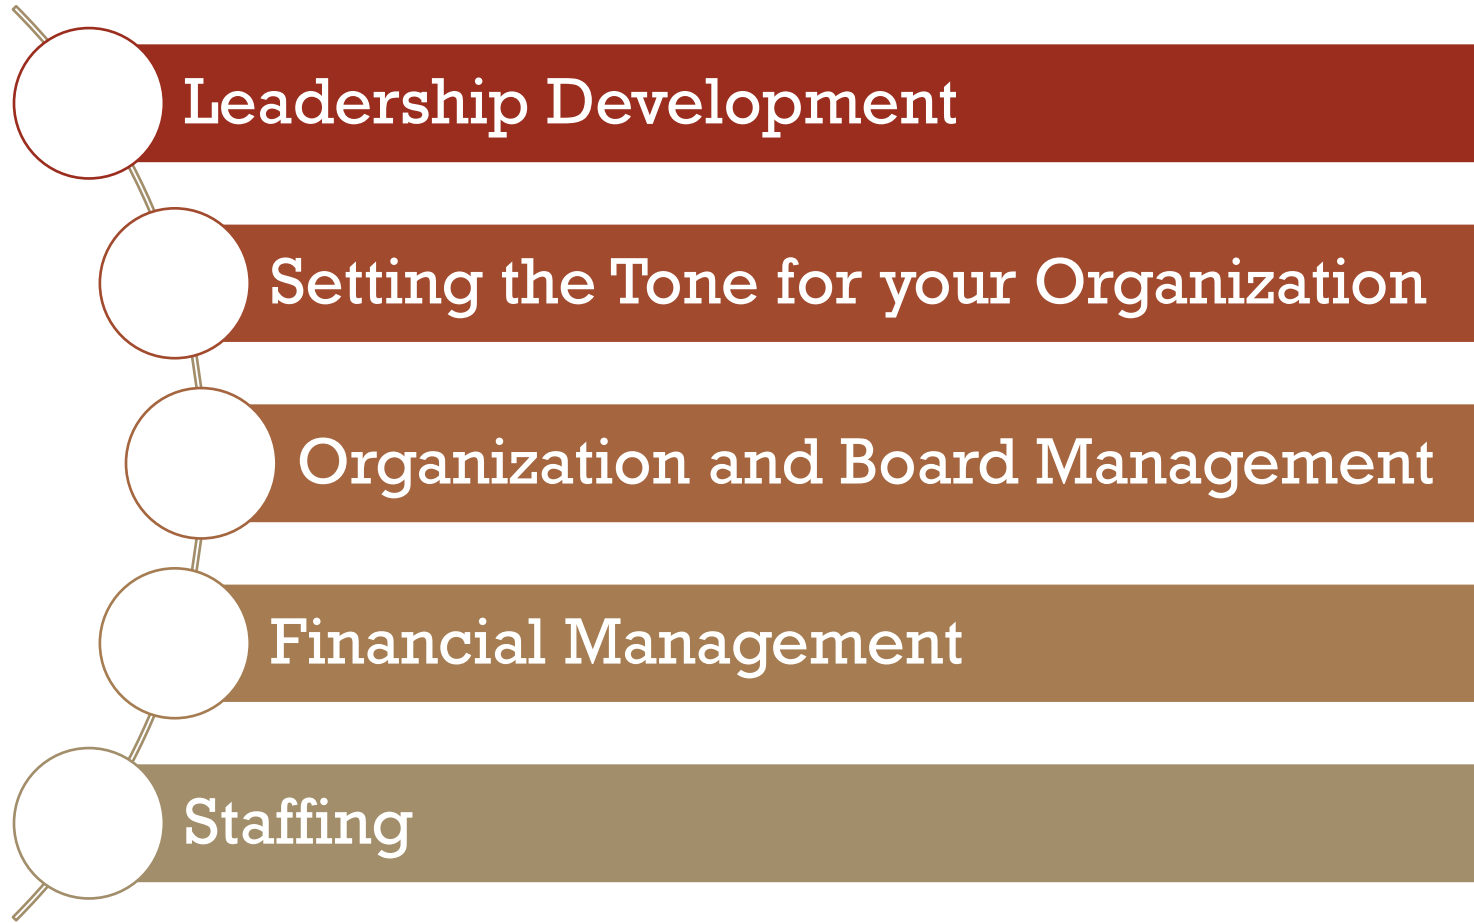 Leadership Development
Setting the Tone for your Organization
Organization and Board Management
Financial Management
Staffing